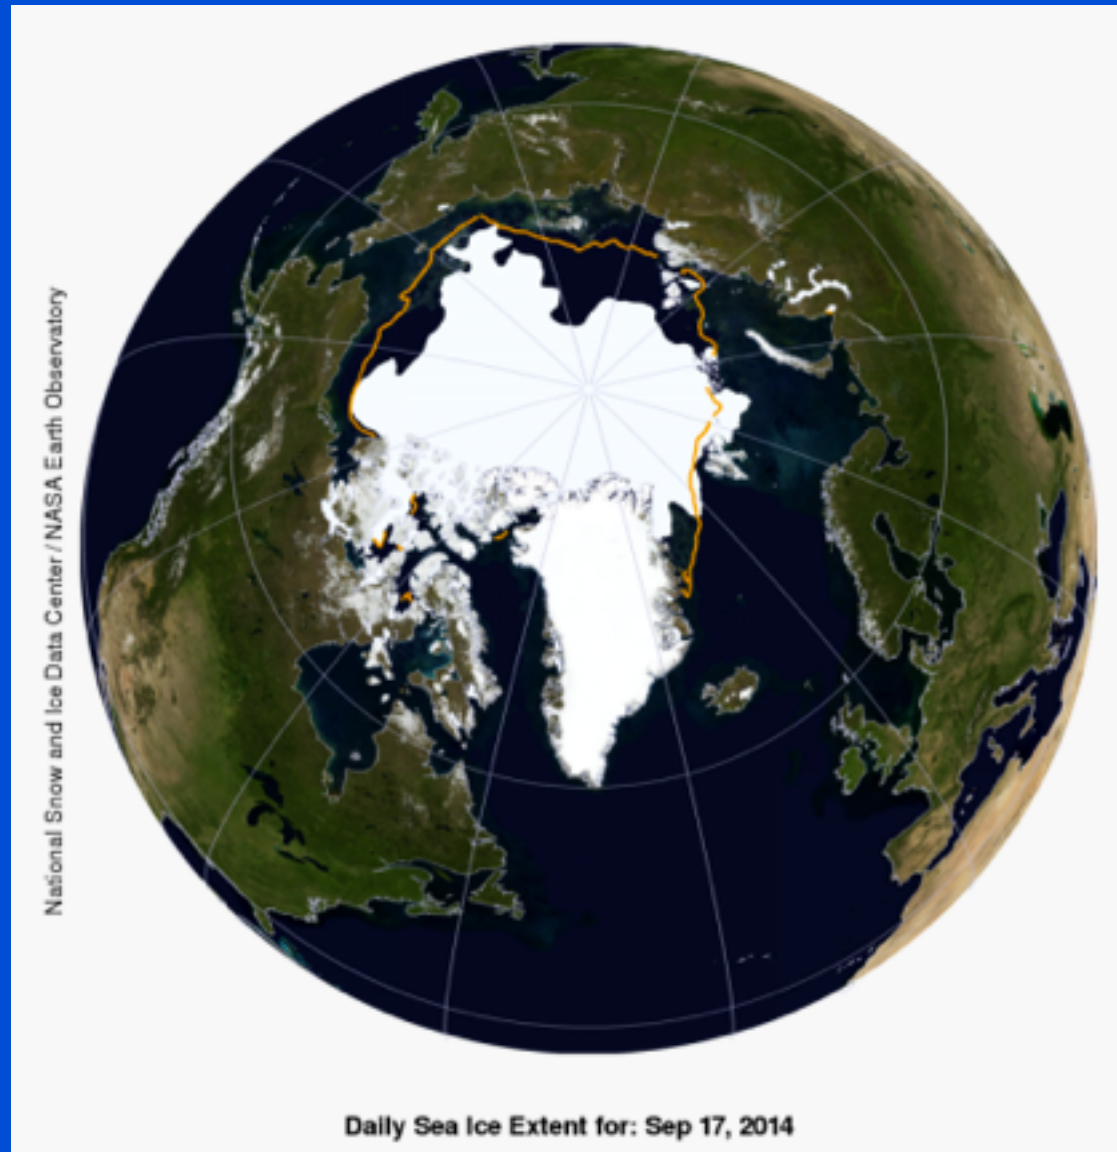 National Snow and Ice Data Center / NASA Earth Observatory
Daily Sea Ice Extent for: Sep 17, 2014